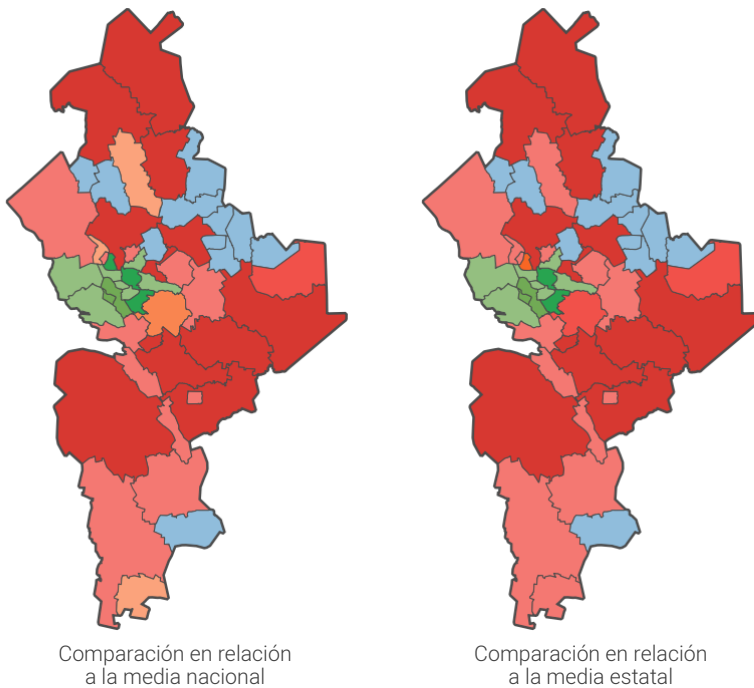 Comparación en relación
a la media nacional
Comparación en relación
a la media estatal